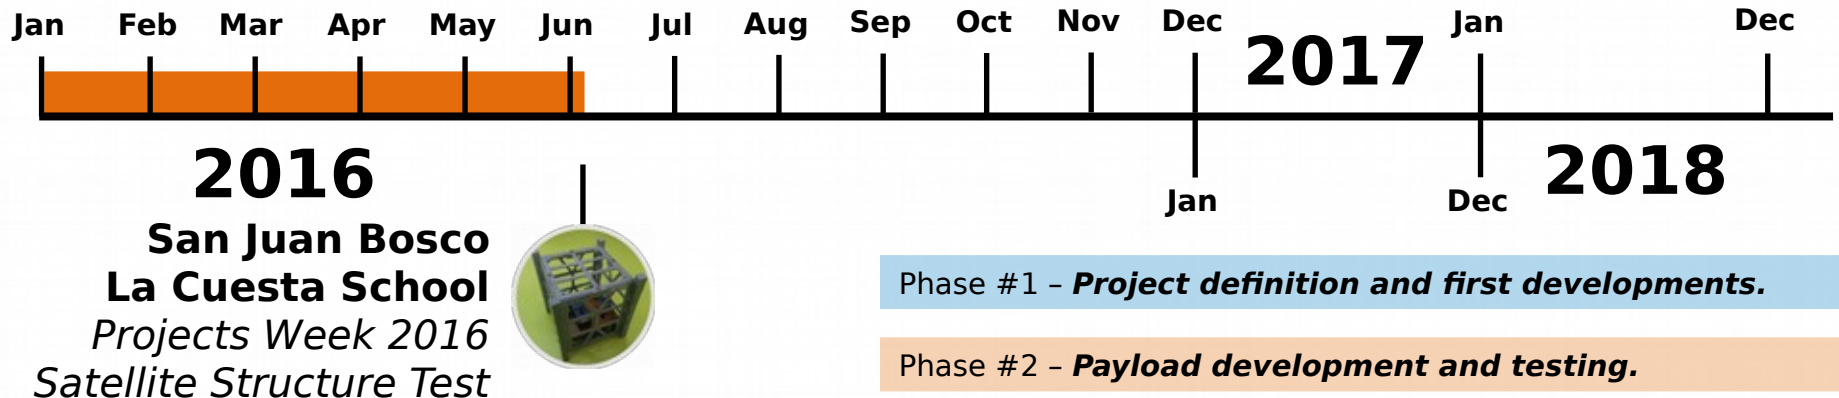 Jan Feb Mar Apr May Jun Jul Aug Sep Oct Nov Dec 2017 Jan Dec
2016
Jan
Dec
2018
San Juan Bosco
La Cuesta School
Projects Week 2016
Satellite Structure Test
Phase #1 – Project definition and first developments.
Phase #2 – Payload development and testing.